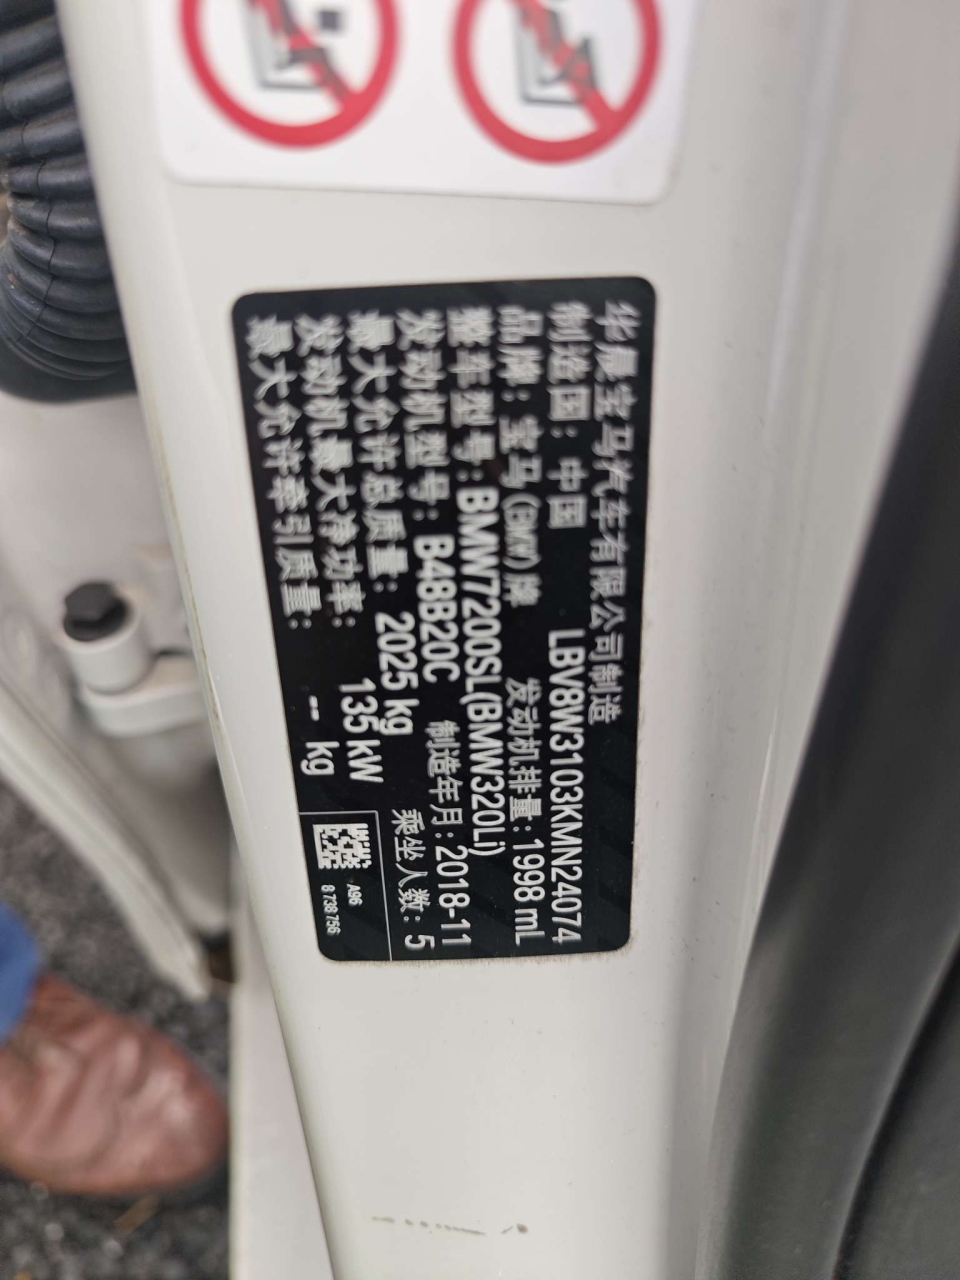 华晨宝马汽车有限公司制造
制造国：中国 LBV8W3103KMN24074
品牌：宝马(BMW)牌 发动机排量：1998 mL
整车型号：BMW7200SL(BMW320Li)
发动机型号：B48B20C 制造年月：2018-11
最大允许总质量：2025 kg 乘坐人数：5
发动机最大净功率：135 kW
最大允许牵引质量：-- kg
A96
8 738 756